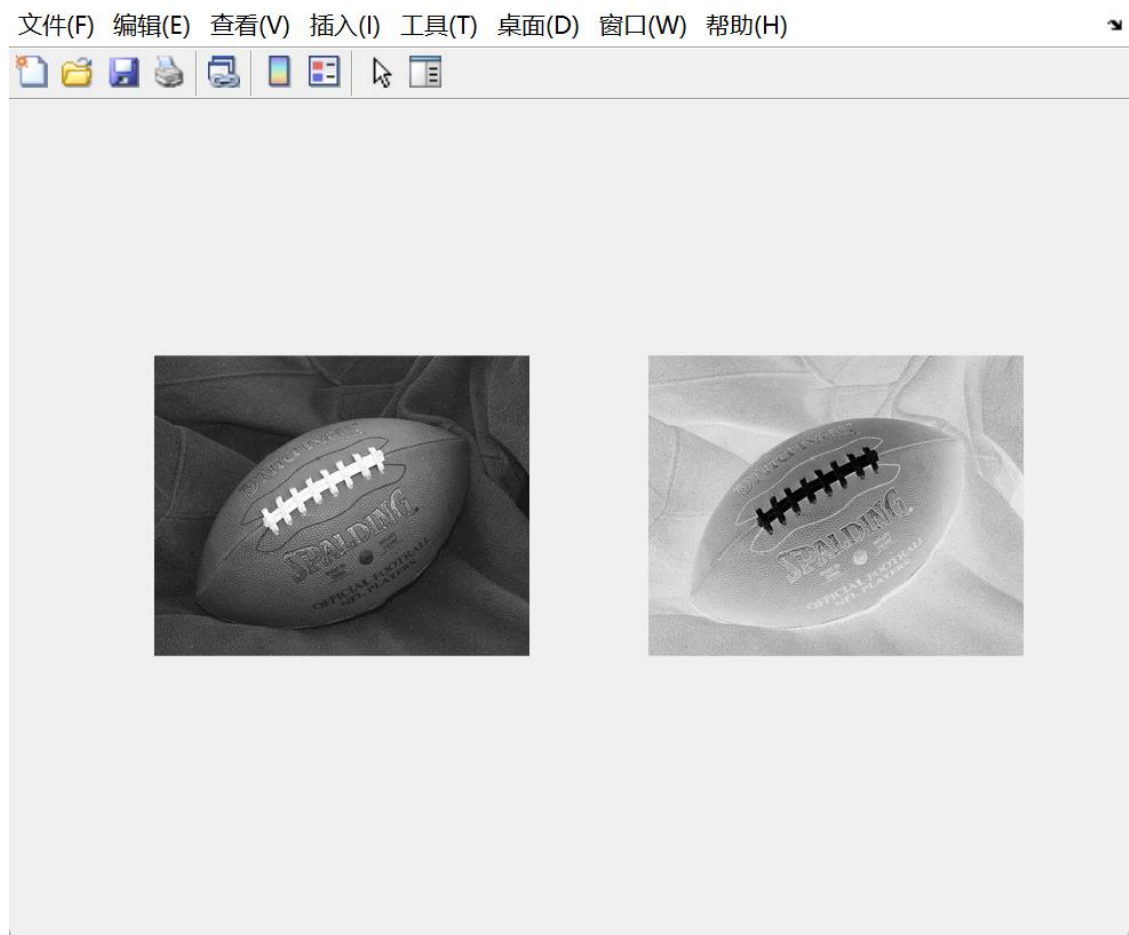 文件(F) 编辑(E) 查看(V) 插入(I) 工具(T) 桌面(D) 窗口(W) 帮助(H)
SPALDING
OFFICIAL FOOTBALL
NFL PLAYERS
SPALDING
OFFICIAL FOOTBALL
NFL PLAYERS